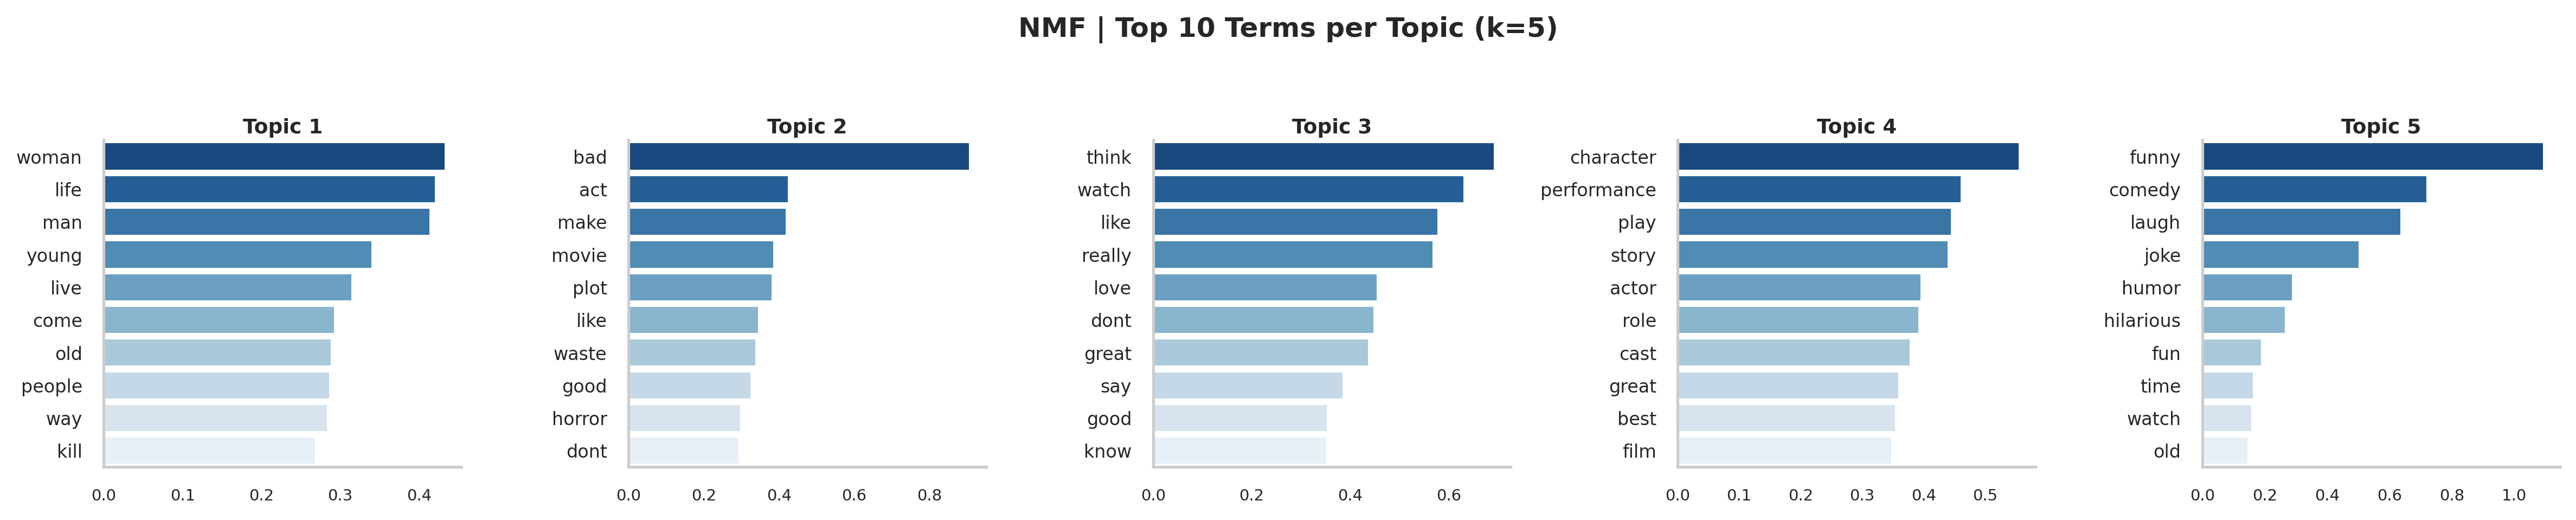 NMF | Top 10 Terms per Topic (k=5)
Topic 1
woman
life
man
young
live
come
old
people
way
kill
0.0 0.1 0.2 0.3 0.4
Topic 2
bad
act
make
movie
plot
like
waste
good
horror
dont
0.0 0.2 0.4 0.6 0.8
Topic 3
think
watch
like
really
love
dont
great
say
good
know
0.0 0.2 0.4 0.6
Topic 4
character
performance
play
story
actor
role
cast
great
best
film
0.0 0.1 0.2 0.3 0.4 0.5
Topic 5
funny
comedy
laugh
joke
humor
hilarious
fun
time
watch
old
0.0 0.2 0.4 0.6 0.8 1.0